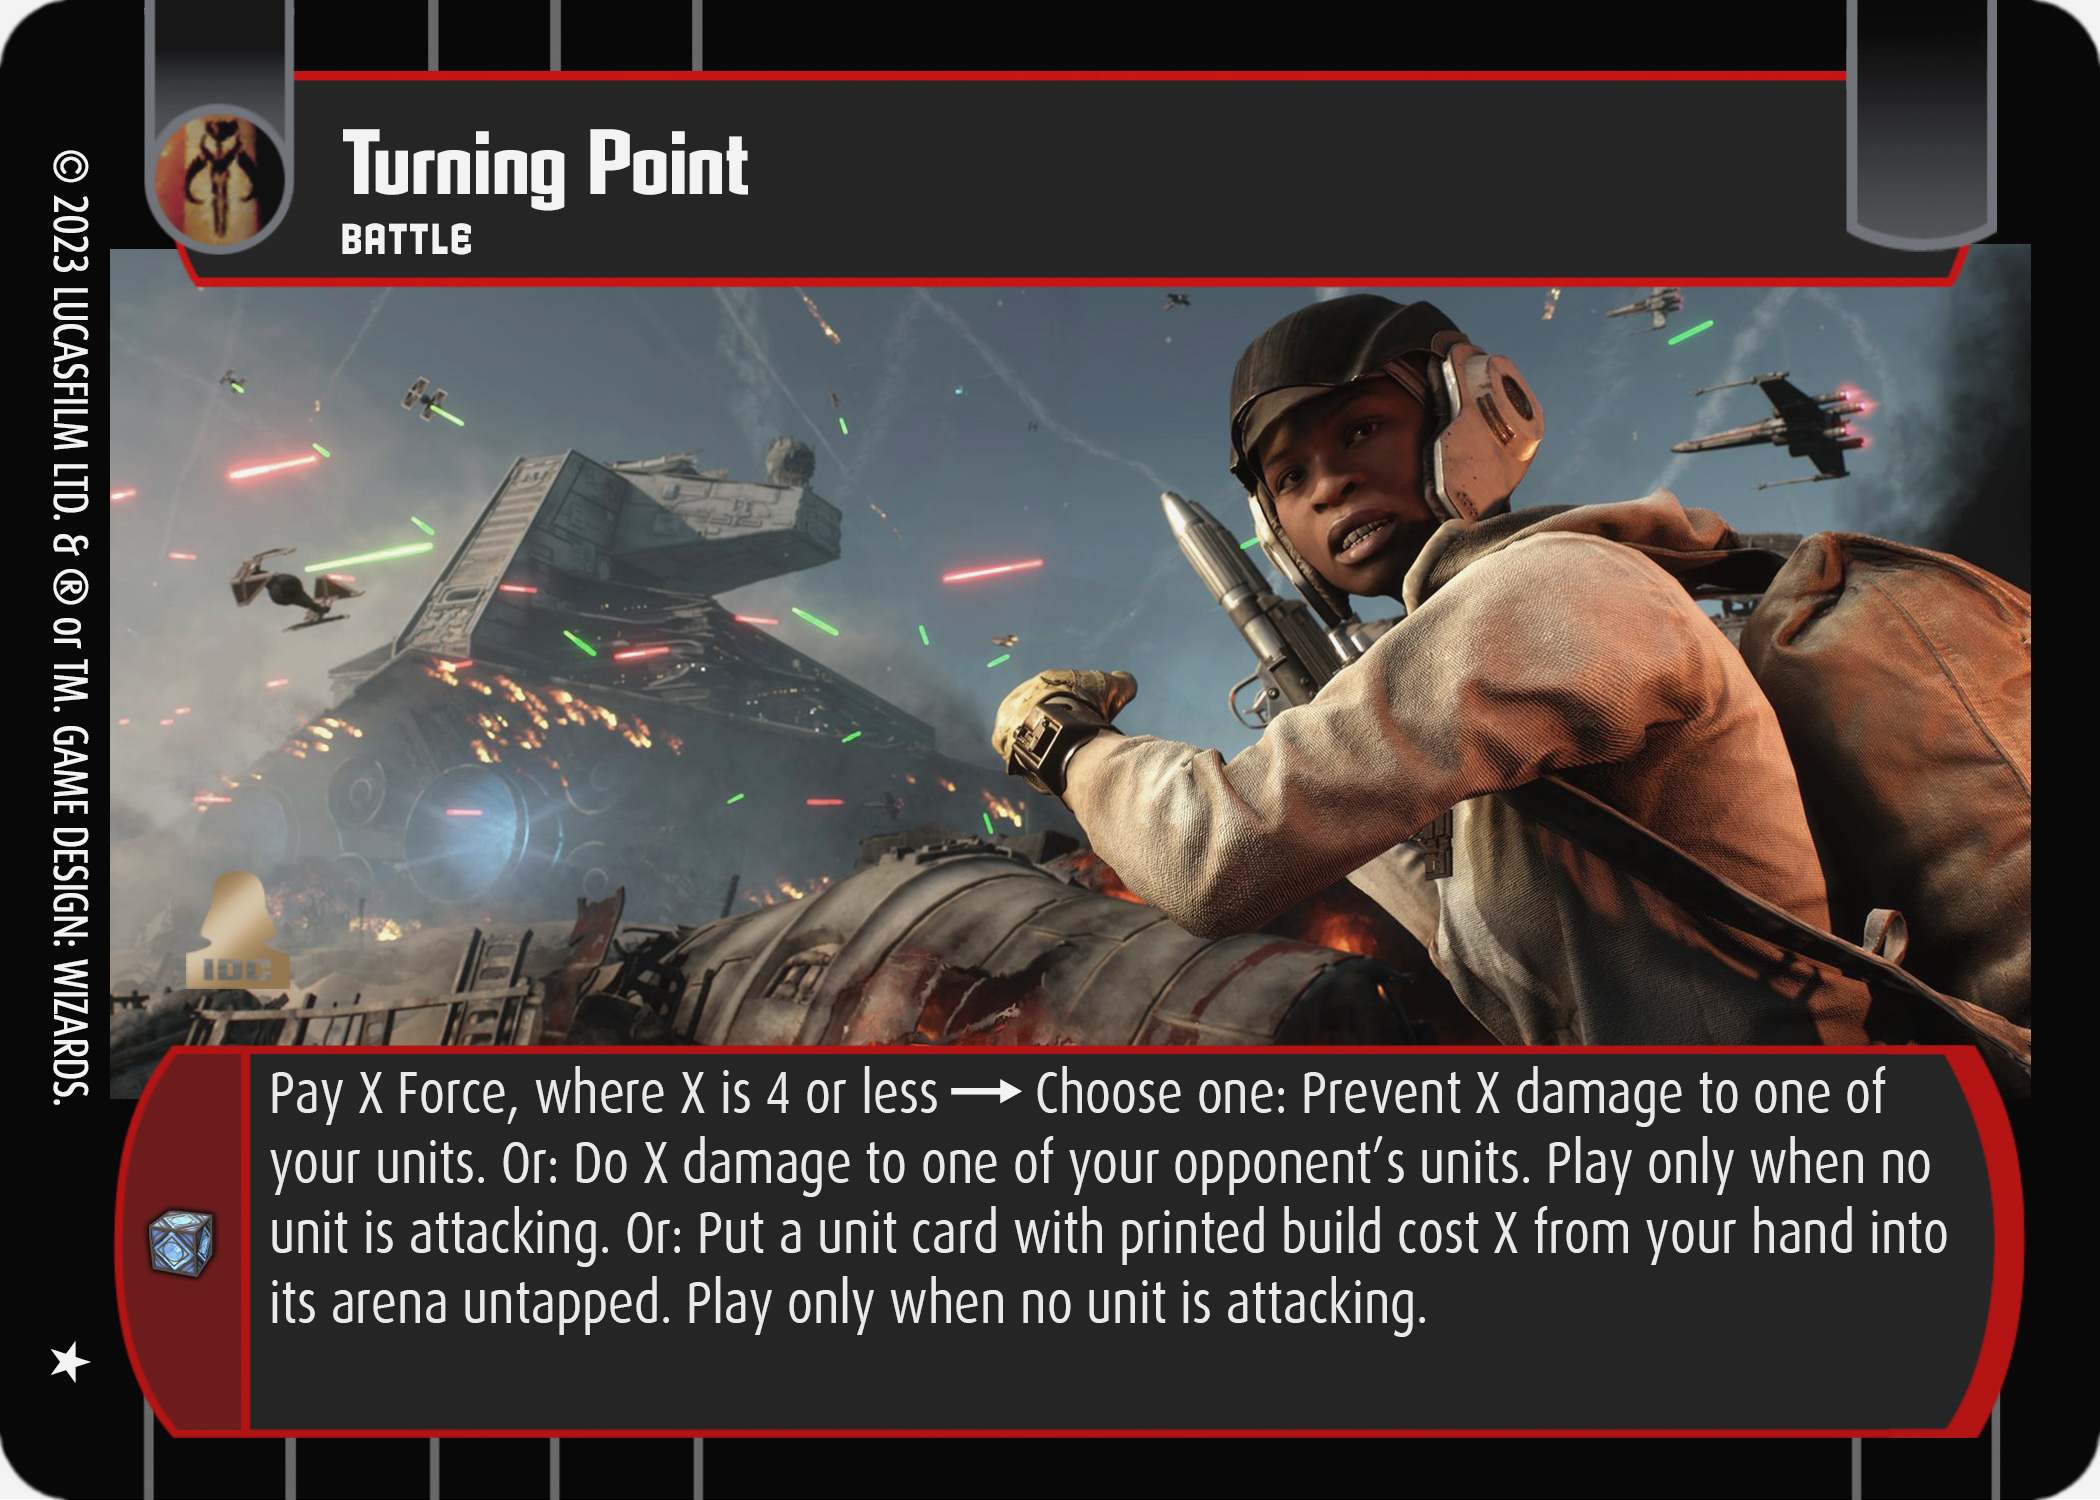 Turning Point
BATTLE
Pay X Force, where X is 4 or less → Choose one: Prevent X damage to one of
your units. Or: Do X damage to one of your opponent's units. Play only when no
unit is attacking. Or: Put a unit card with printed build cost X from your hand into
its arena untapped. Play only when no unit is attacking.
IDC
© 2023 LUCASFILM LTD. & ® or TM. GAME DESIGN: WIZARDS.